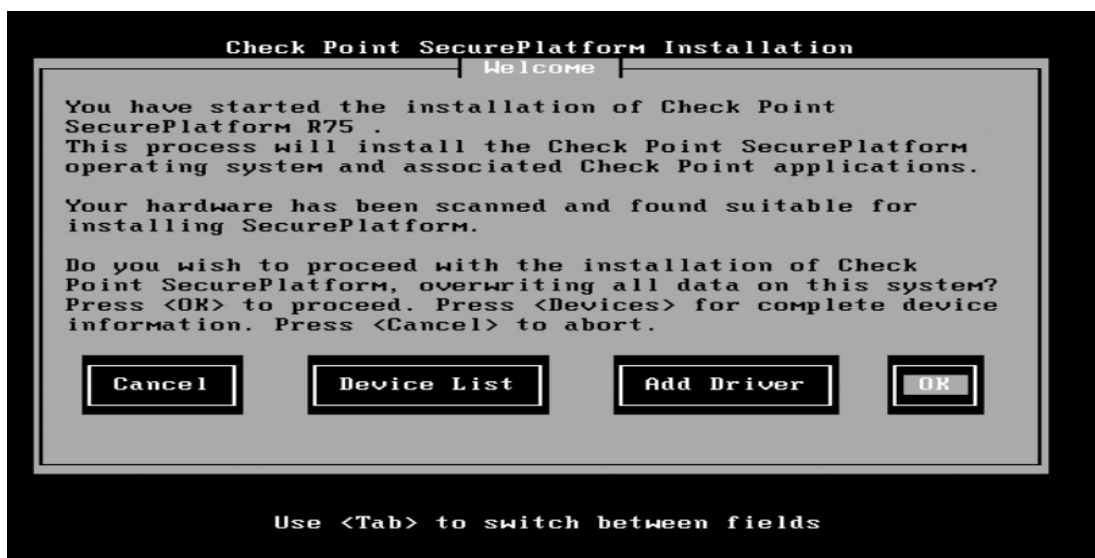 Check Point SecurePlatform Installation
Welcome
You have started the installation of Check Point
SecurePlatform R75 .
This process will install the Check Point SecurePlatform
operating system and associated Check Point applications.
Your hardware has been scanned and found suitable for
installing SecurePlatform.
Do you wish to proceed with the installation of Check
Point SecurePlatform, overwriting all data on this system?
Press <OK> to proceed. Press <Devices> for complete device
information. Press <Cancel> to abort.
Cancel Device List Add Driver OK
Use <Tab> to switch between fields